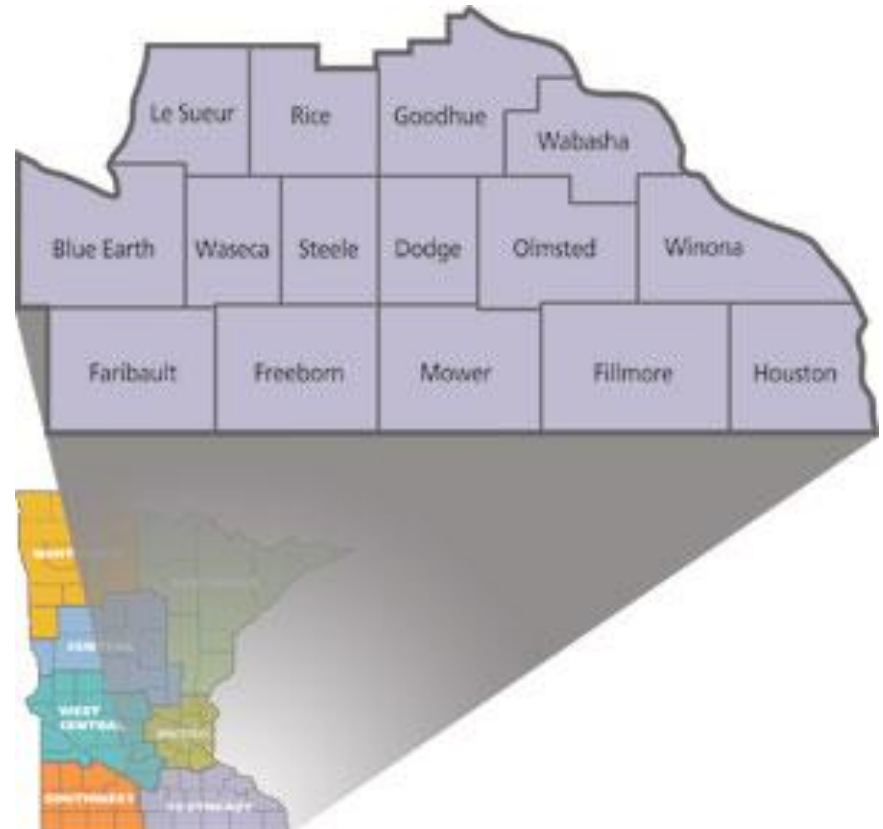 Le Sueur
Rice
Goodhue
Wabasha
Blue Earth
Waseca
Steele
Dodge
Olmsted
Winona
Faribault
Freeborn
Mower
Fillmore
Houston
WEST
CENTRAL
SOUTHWEST